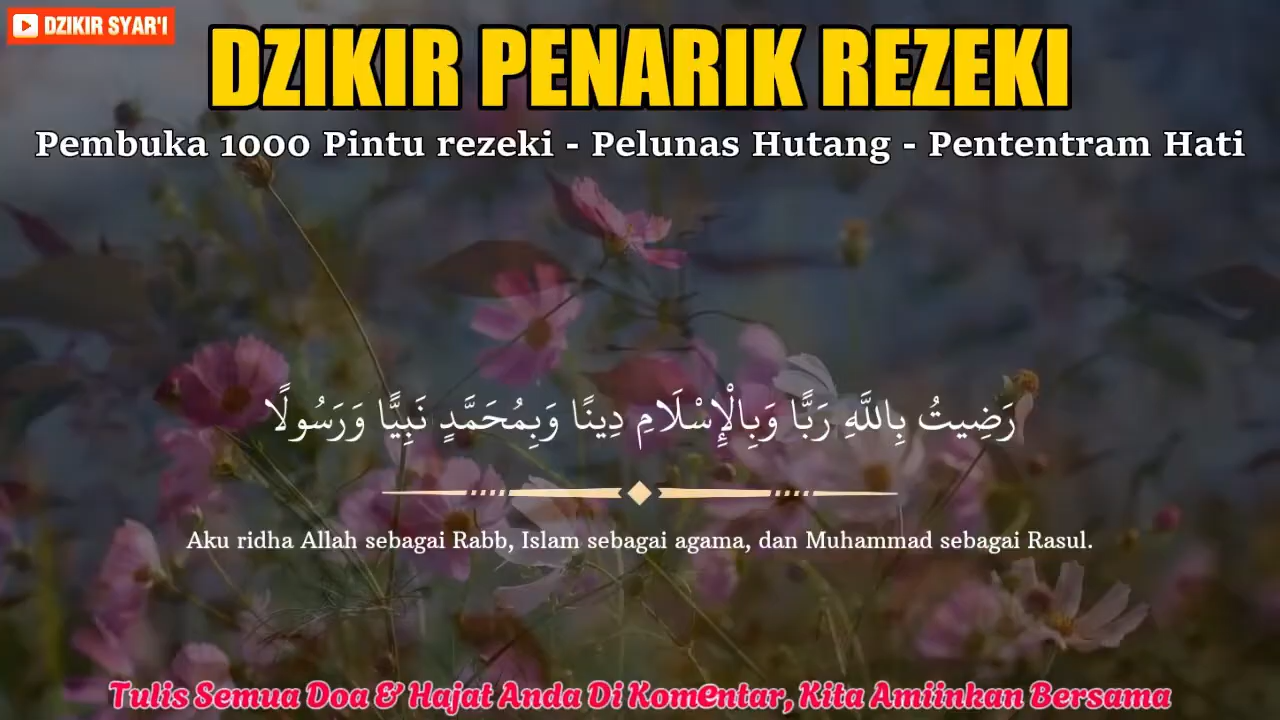 DZIKIR SYAR'I
DZIKIR PENARIK REZEKI
Pembuka 1000 Pintu rezeki - Pelunas Hutang - Pententram Hati
رَضِيتُ بِاللَّهِ رَبًّا وَبِالْإِسْلَامِ دِينًا وَبِمُحَمَّدٍ نَبِيًّا وَرَسُولًا
Aku ridha Allah sebagai Rabb, Islam sebagai agama, dan Muhammad sebagai Rasul.
Tulis Semua Doa & Hajat Anda Di Komentar, Kita Amiinkan Bersama